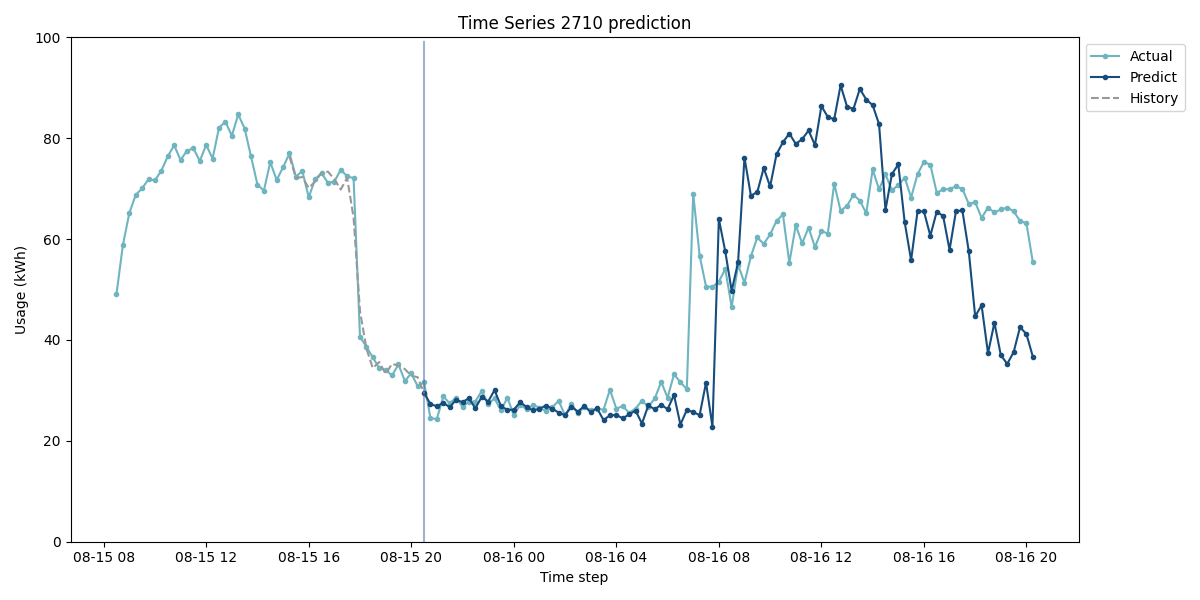 Time Series 2710 prediction
Usage (kWh)
100
80
60
40
20
0
08-15 08
08-15 12
08-15 16
08-15 20
08-16 00
08-16 04
08-16 08
08-16 12
08-16 16
08-16 20
Time step
Actual
Predict
History